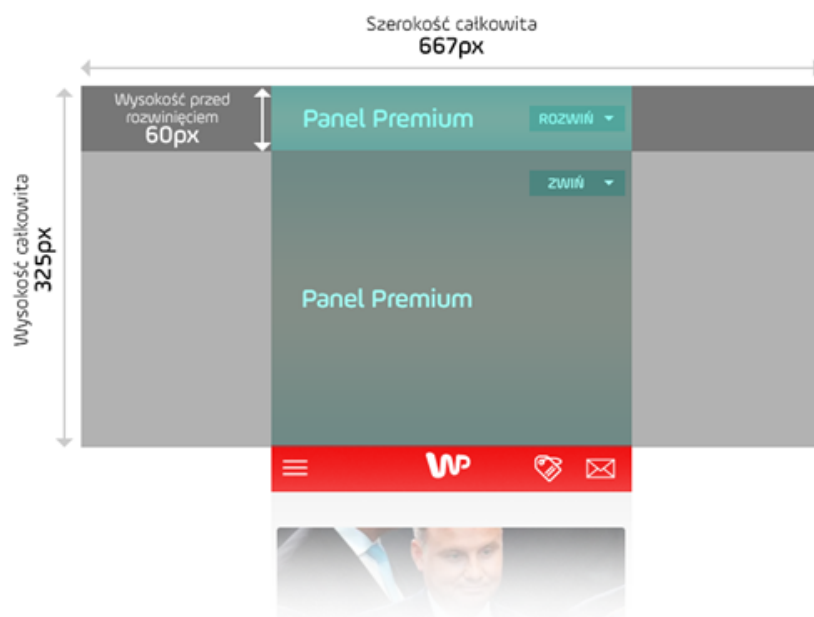 Szerokość całkowita
667px
Wysokość przed
rozwinięciem
60px
Panel Premium
ROZWIŃ
Wysokość całkowita
325px
ZWIŃ
Panel Premium
WP